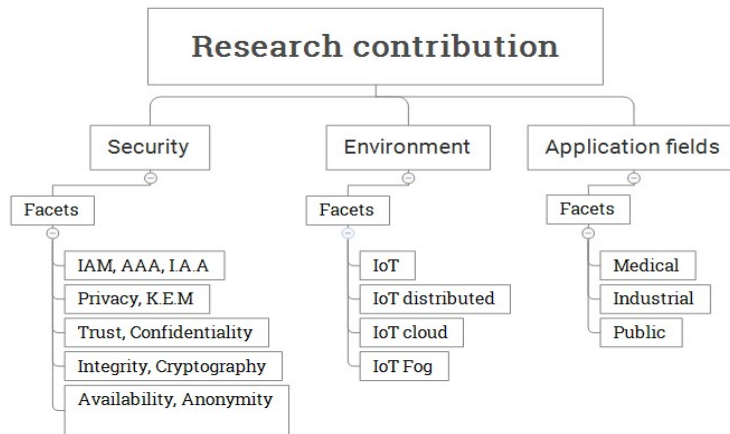 Research contribution
Security
Environment
Application fields
Facets
Facets
Facets
IAM, AAA, I.A.A
Privacy, K.E.M
Trust, Confidentiality
Integrity, Cryptography
Availability, Anonymity
IoT
IoT distributed
IoT cloud
IoT Fog
Medical
Industrial
Public